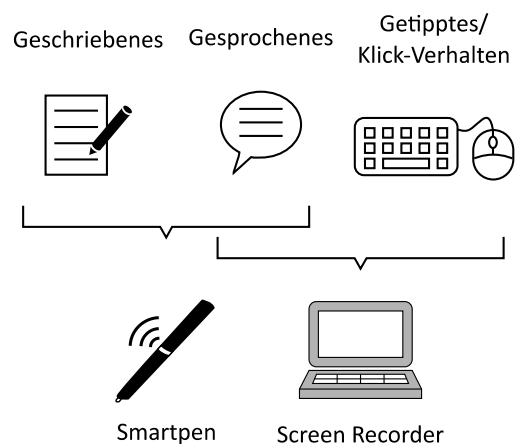 Geschriebenes
Gesprochenes
Getipptes/
Klick-Verhalten
Smartpen
Screen Recorder